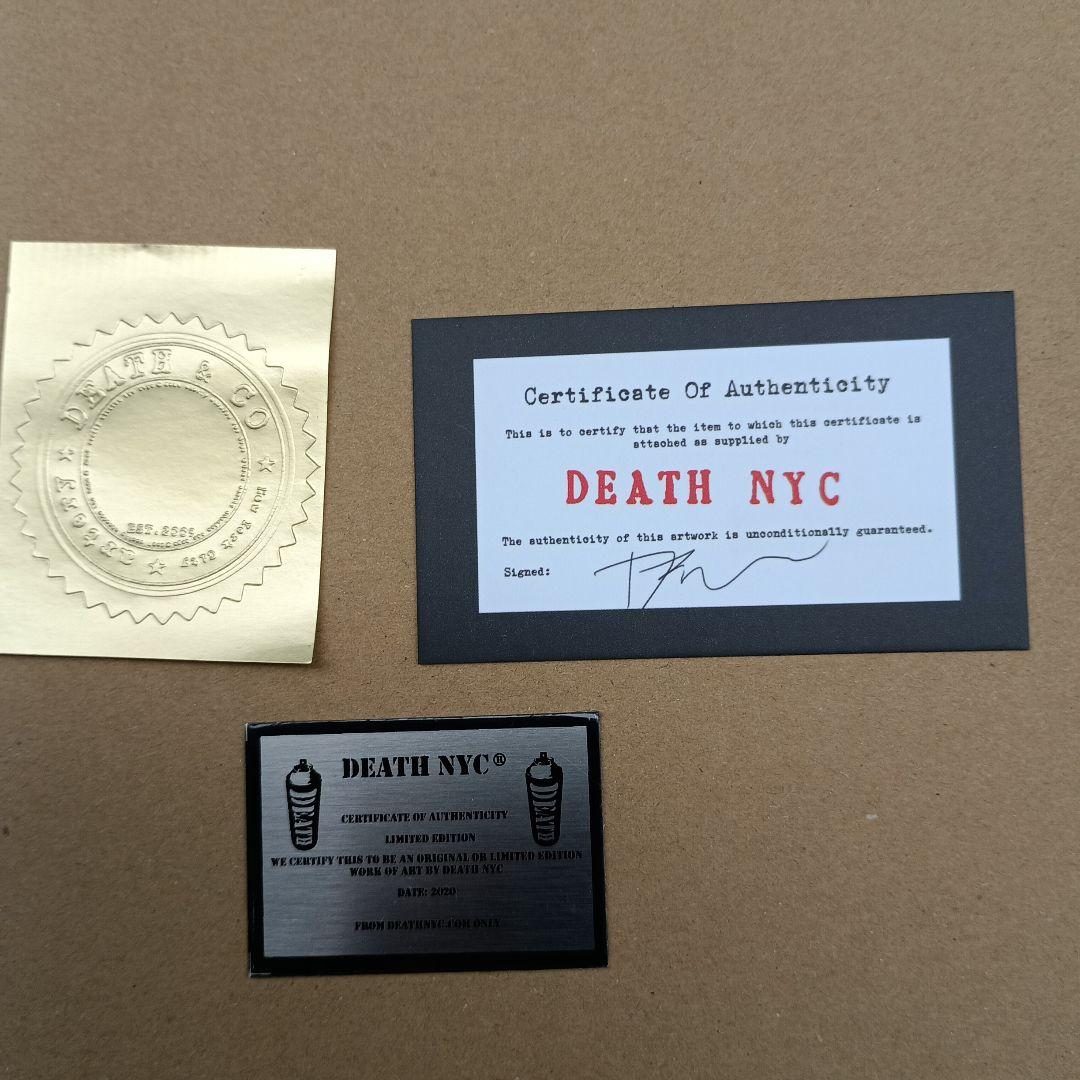 DEATH & CO
EST.
Certificate Of Authenticity
This is to certify that the item to which this certificate is
attached as supplied by
DEATH NYC
The authenticity of this artwork is unconditionally guaranteed.
Signed:
DEATH NYC®
DEATH
DEATH
CERTIFICATE OF AUTHENTICITY
LIMITED EDITION
WE CERTIFY THIS TO BE AN ORIGINAL OR LIMITED EDITION
WORK OF ART BY DEATH NYC
DATE: 2020
FROM DEATHNYC.COM ONLY